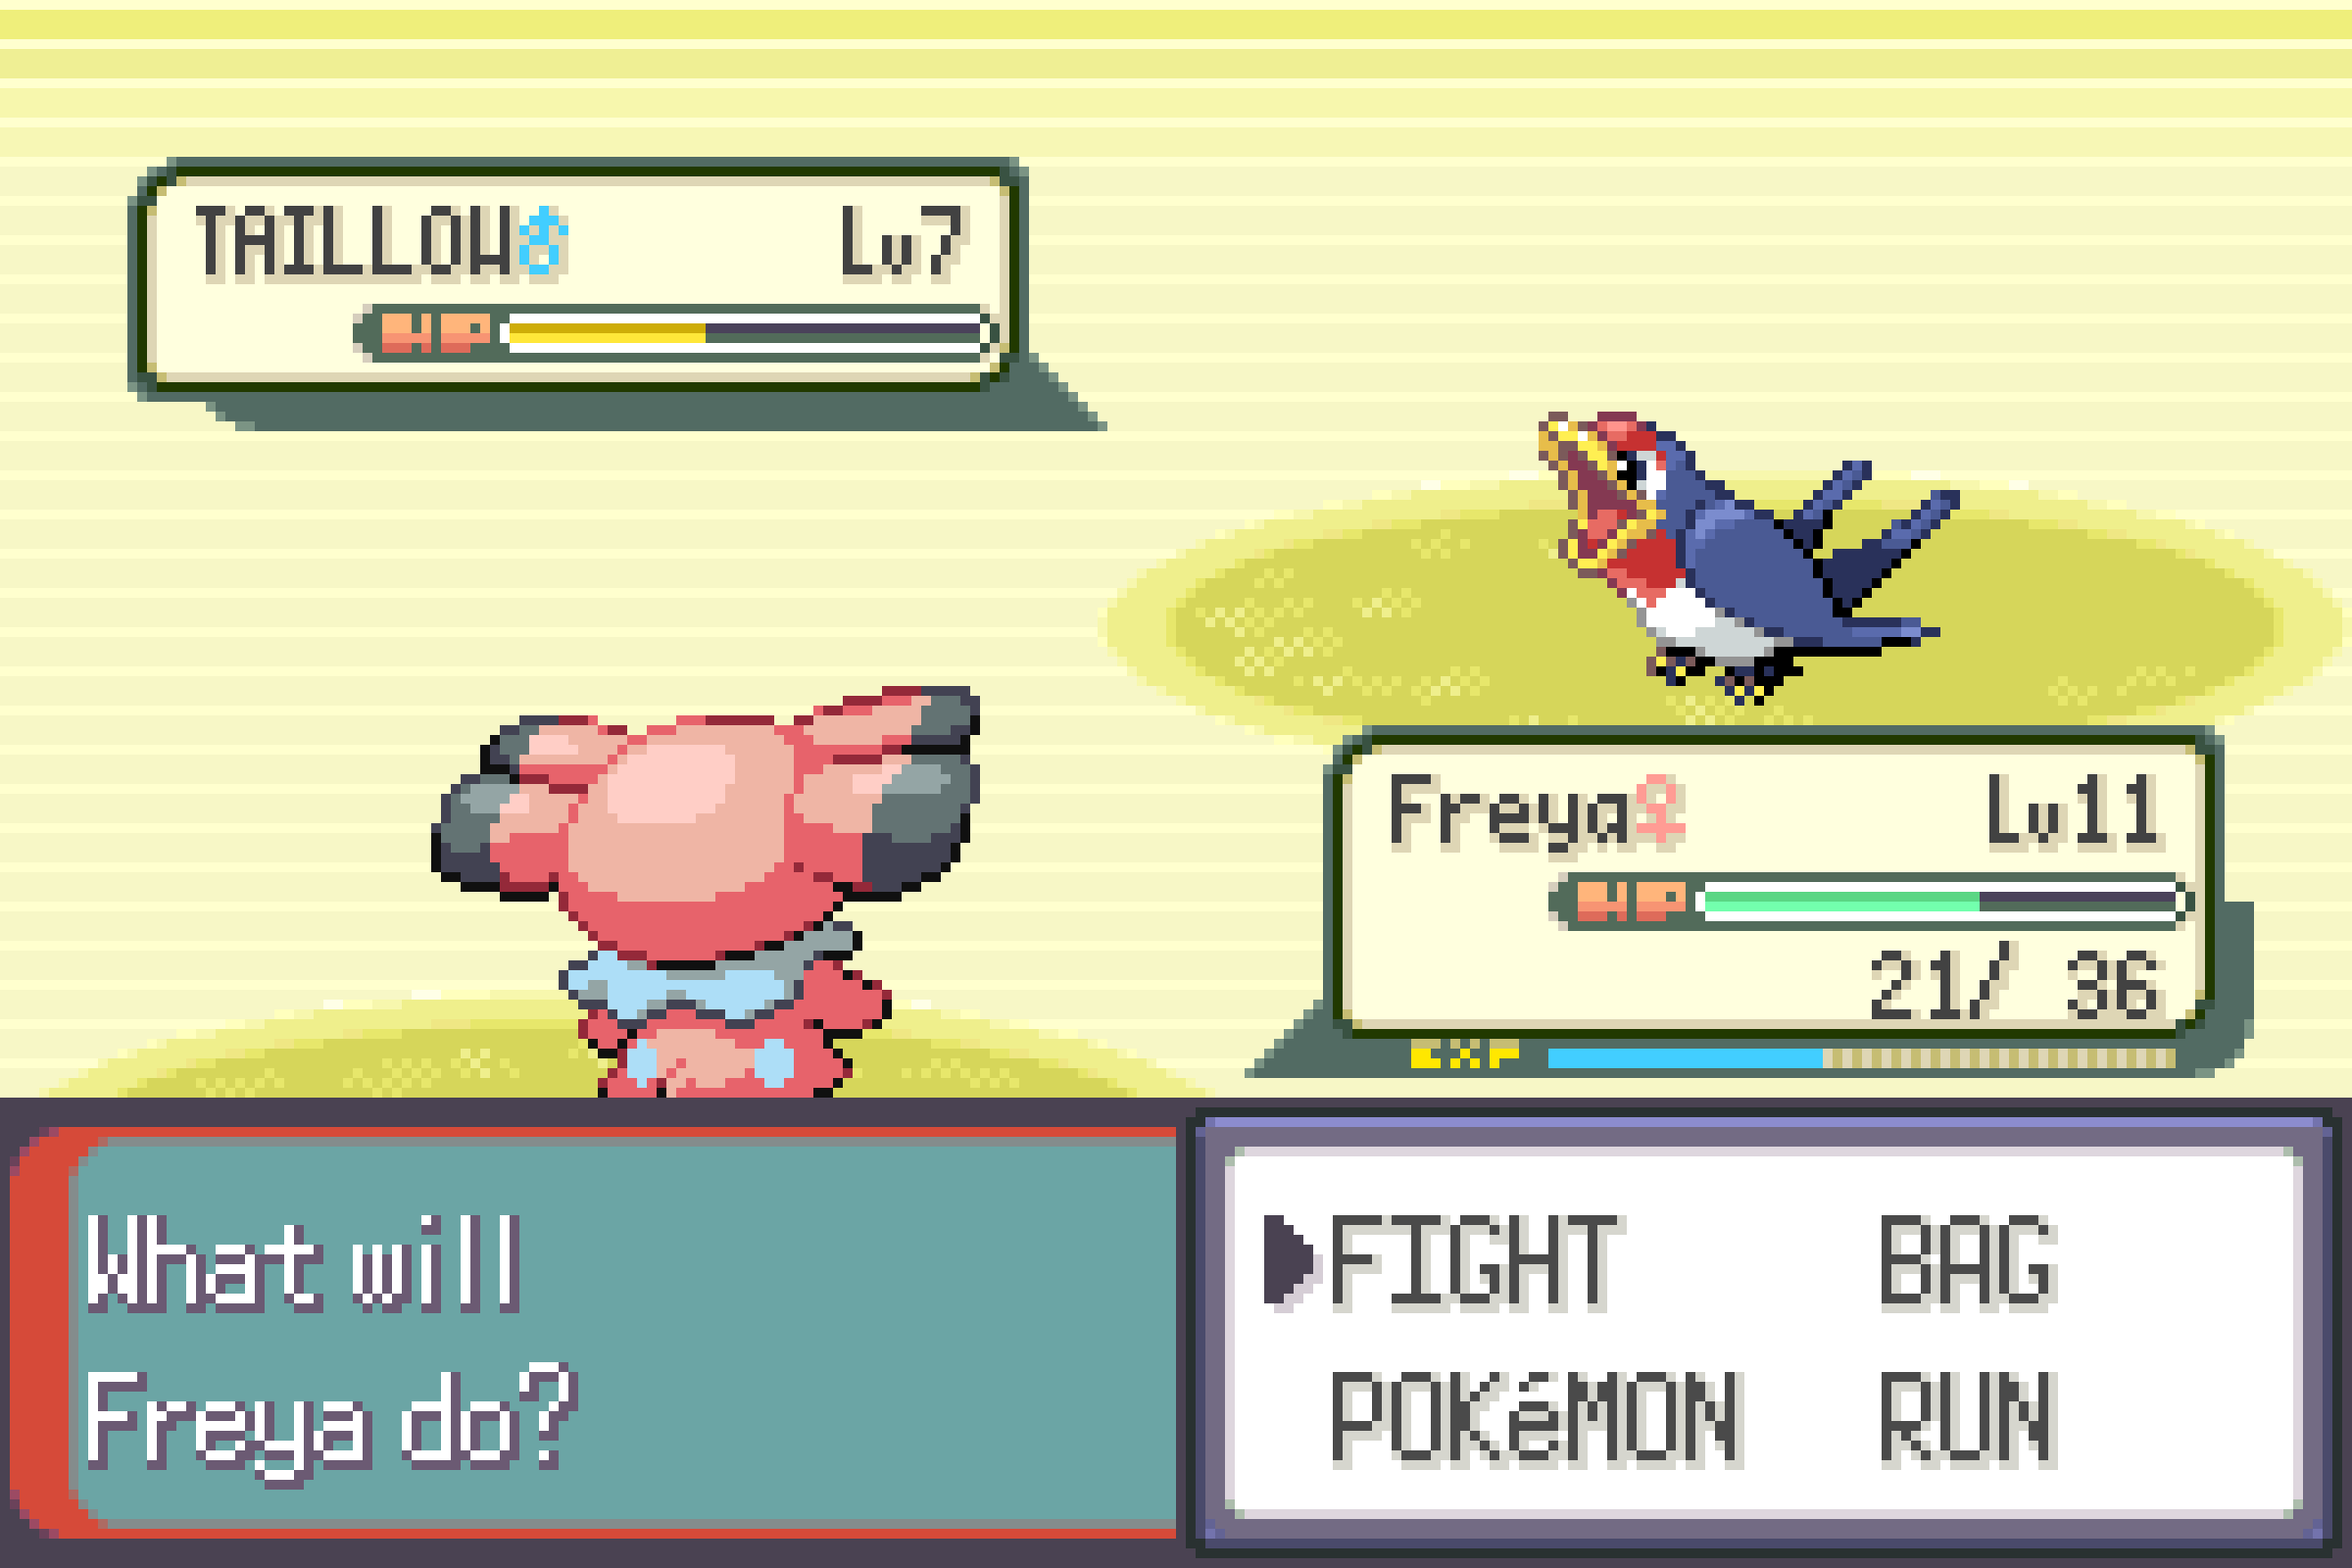 TAILLOW♂ Lv7
HP
Freya♀ Lv11
HP
21/ 36
EXP
What will
Freya do?
FIGHT BAG
POKéMON RUN